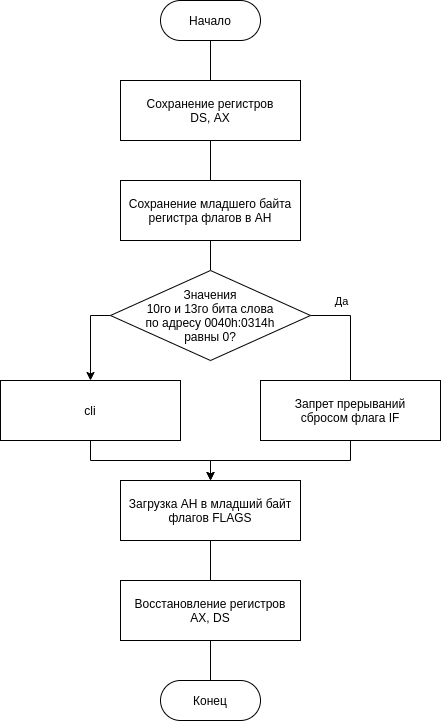 Начало
Сохранение регистров
DS, AX
Сохранение младшего байта
регистра флагов в AH
Значения
10го и 13го бита слова
по адресу 0040h:0314h
равны 0?
Да
cli
Запрет прерываний
сбросом флага IF
Загрузка AH в младший байт
флагов FLAGS
Восстановление регистров
AX, DS
Конец